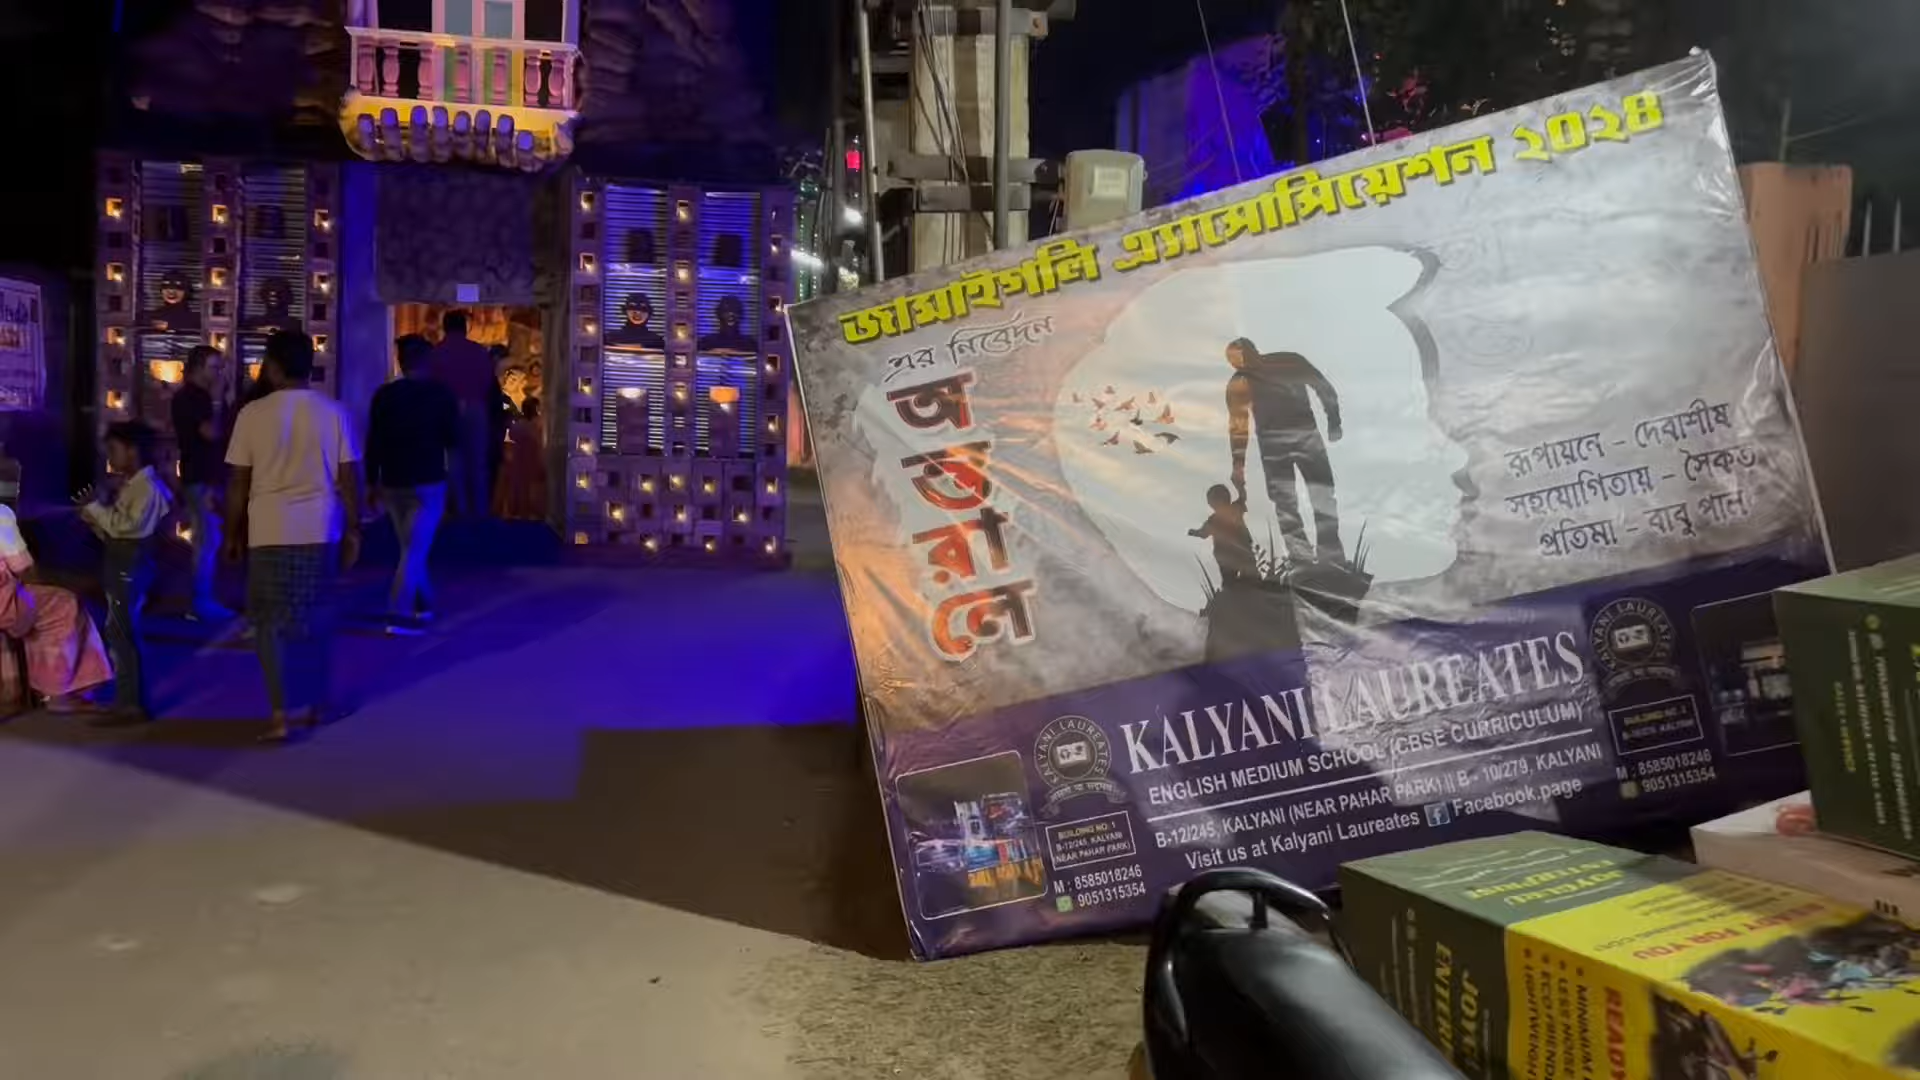 জামাইগলি এ্যাসোসিয়েশন ২০২৪
এর নিবেদন
অন্তরালে
রূপায়নে - দেবাশীষ
সহযোগিতায় - সৈকত
প্রতিমা - বাবু পাল
KALYANI LAUREATES
ENGLISH MEDIUM SCHOOL (CBSE CURRICULUM)
B-12/245, KALYANI (NEAR PAHAR PARK) || B - 10/279, KALYANI
Visit us at Kalyani Laureates Facebook.page
KALYANI LAUREATES
BUILDING NO: 1
B-12/245, KALYANI
(NEAR PAHAR PARK)
M : 8585018246
9051315354
KALYANI LAUREATES
BUILDING NO. 2
M : 8585018246
9051315354
READY FOR YOU
READY